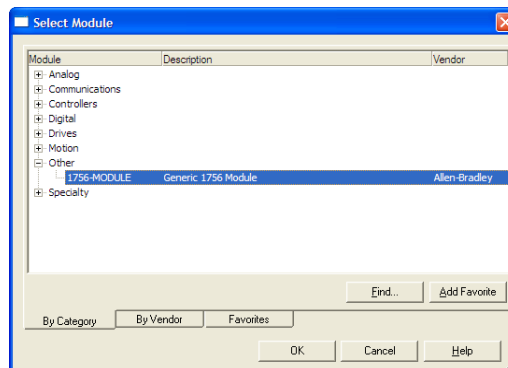 Select Module
Module Description Vendor
Analog
Communications
Controllers
Digital
Drives
Motion
Other
1756-MODULE Generic 1756 Module Allen-Bradley
Specialty
Find... Add Favorite
By Category By Vendor Favorites
OK Cancel Help